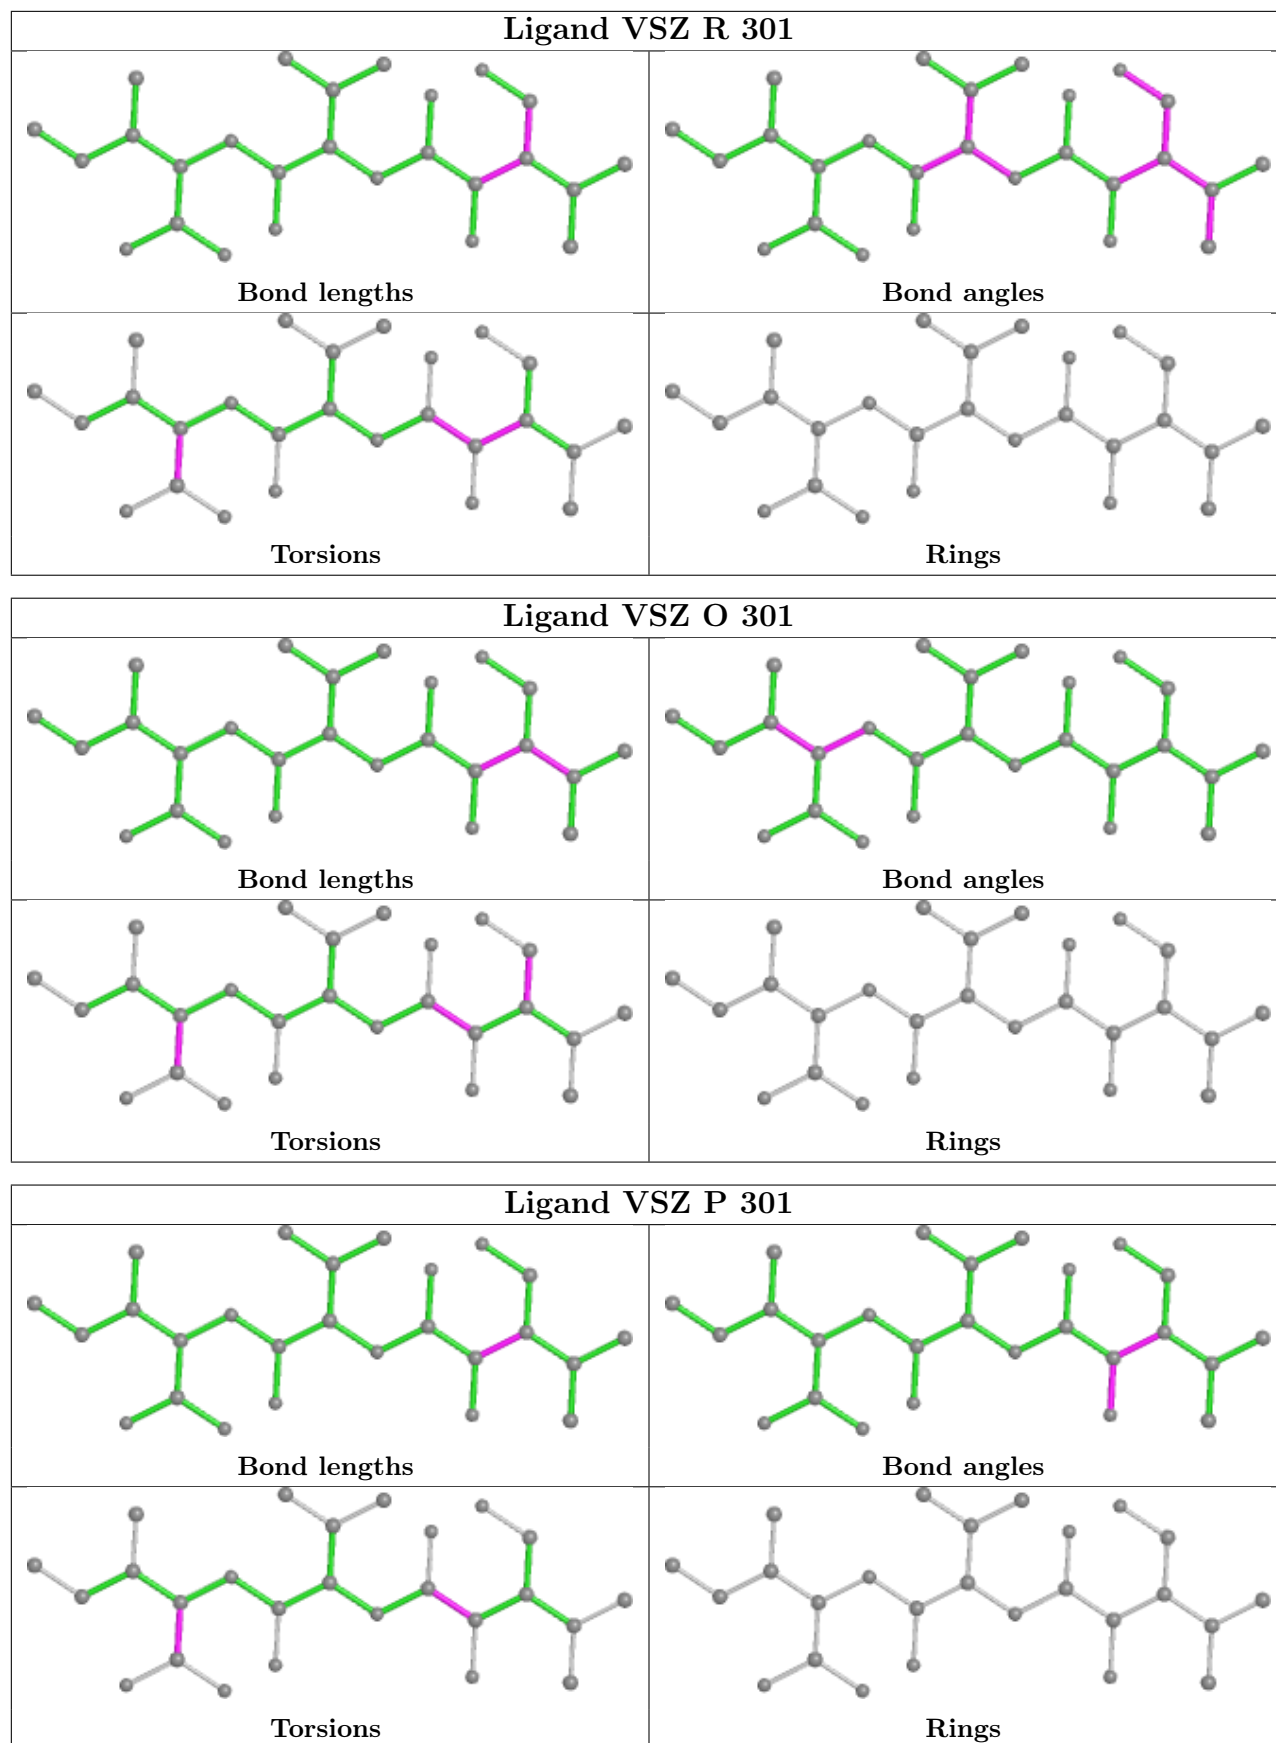 Ligand VSZ R 301
Bond lengths
Bond angles
Torsions
Rings
Ligand VSZ O 301
Bond lengths
Bond angles
Torsions
Rings
Ligand VSZ P 301
Bond lengths
Bond angles
Torsions
Rings